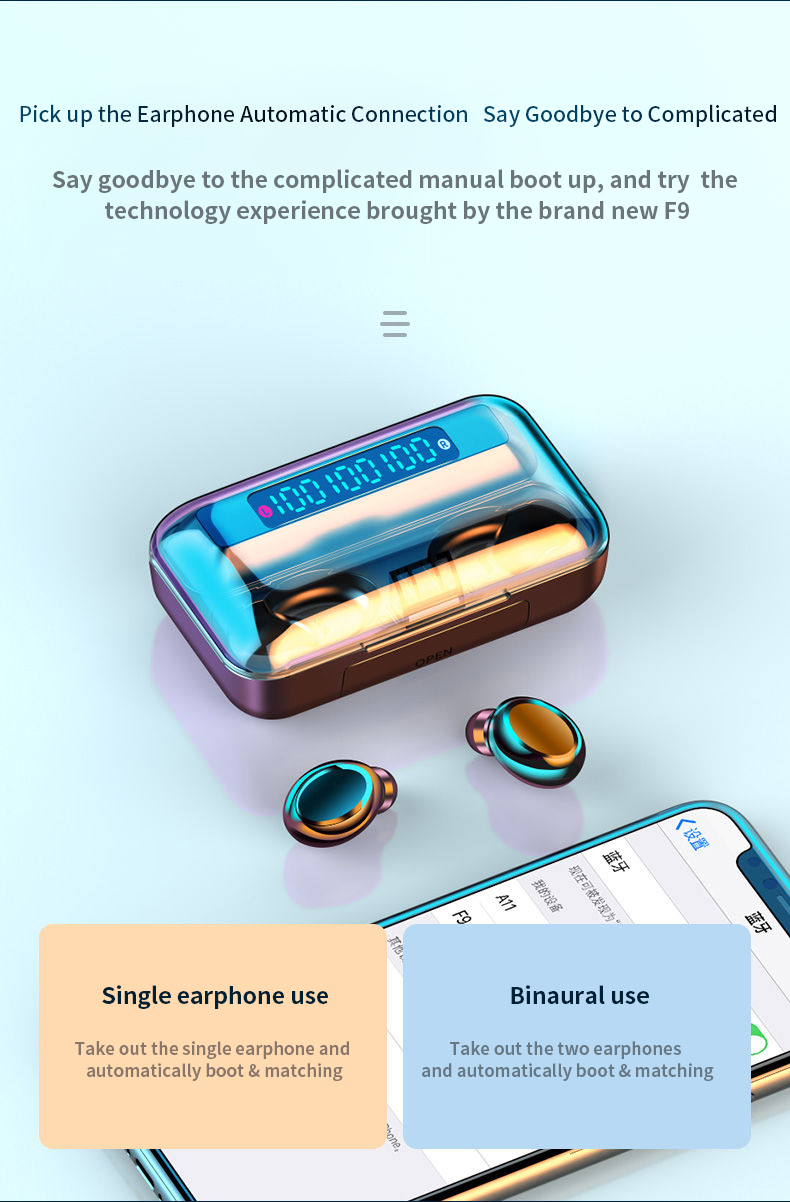 Pick up the Earphone Automatic Connection Say Goodbye to Complicated
Say goodbye to the complicated manual boot up, and try the
technology experience brought by the brand new F9
L 100100100 R
OPEN
设置
蓝牙
蓝牙
现在可被发现为“
我的设备
A11
F9
其他
Single earphone use
Take out the single earphone and
automatically boot & matching
Binaural use
Take out the two earphones
and automatically boot & matching